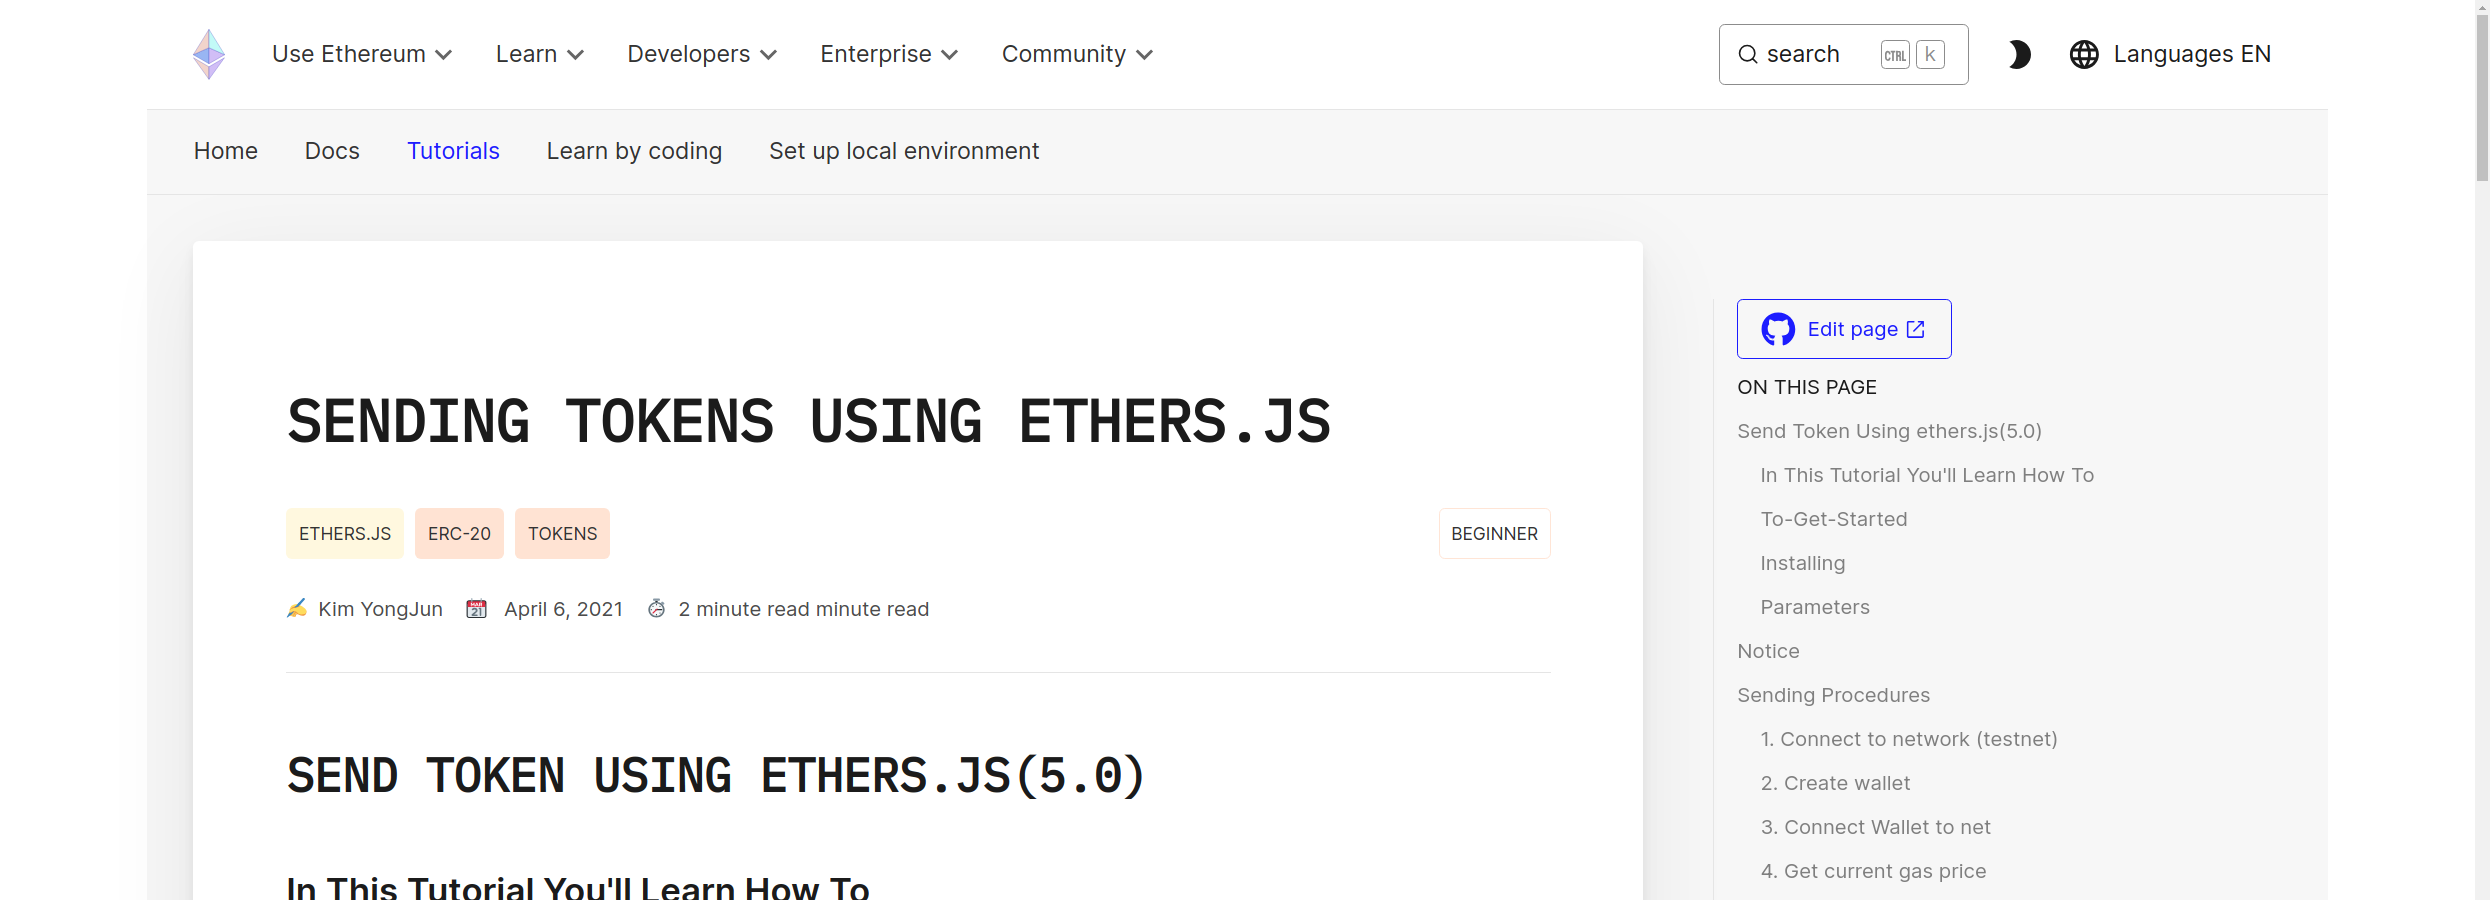 Use Ethereum Learn Developers Enterprise Community search CTRL k Languages EN
Home Docs Tutorials Learn by coding Set up local environment
SENDING TOKENS USING ETHERS.JS
ETHERS.JS ERC-20 TOKENS BEGINNER
Kim YongJun April 6, 2021 2 minute read minute read
SEND TOKEN USING ETHERS.JS(5.0)
In This Tutorial You'll Learn How To
Edit page
ON THIS PAGE
Send Token Using ethers.js(5.0)
In This Tutorial You'll Learn How To
To-Get-Started
Installing
Parameters
Notice
Sending Procedures
1. Connect to network (testnet)
2. Create wallet
3. Connect Wallet to net
4. Get current gas price